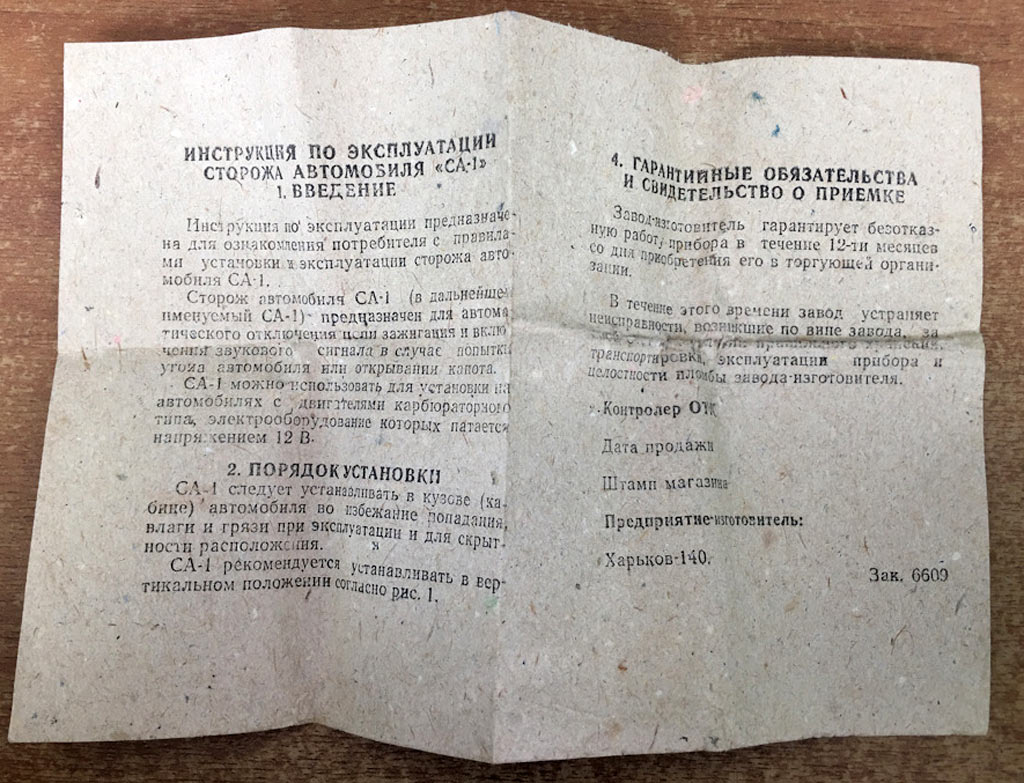 ИНСТРУКЦИЯ ПО ЭКСПЛУАТАЦИИ
СТОРОЖА АВТОМОБИЛЯ «СА-1»
1. ВВЕДЕНИЕ
Инструкция по эксплуатации предназначе-
на для ознакомления потребителя с правила-
ми установки и эксплуатации сторожа авто-
мобиля СА-1.
Сторож автомобиля СА-1 (в дальнейшем
именуемый СА-1) предназначен для автома
тического отключения цепи зажигания и вклю
чения звукового сигнала в случае попытки
угона автомобиля или открывании капота.
СА-1 можно использовать для установки на
автомобилях с двигателями карбюраторного
типа, электрооборудование которых питается
напряжением 12 В.
2. ПОРЯДОК УСТАНОВКИ
СА-1 следует устанавливать в кузове (ка-
бине) автомобиля во избежание попадания
влаги и грязи при эксплуатации и для скрыт-
ности расположения.
СА-1 рекомендуется устанавливать в вер-
тикальном положении согласно рис. 1.
4. ГАРАНТИЙНЫЕ ОБЯЗАТЕЛЬСТВА
И СВИДЕТЕЛЬСТВО О ПРИЕМКЕ
Завод-изготовитель гарантирует безотказ-
ную работу прибора в течение 12-ти месяцев
со дня приобретения его в торгующей органи-
зации.
В течение этого времени завод устраняет
неисправности, возникшие по вине завода, за
хранения,
транспортировки, эксплуатации прибора и
целостности пломбы завода-изготовителя.
Контролер ОТК
Дата продажи
Штамп магазина
Предприятие-изготовитель:
Харьков-140.
Зак. 6609